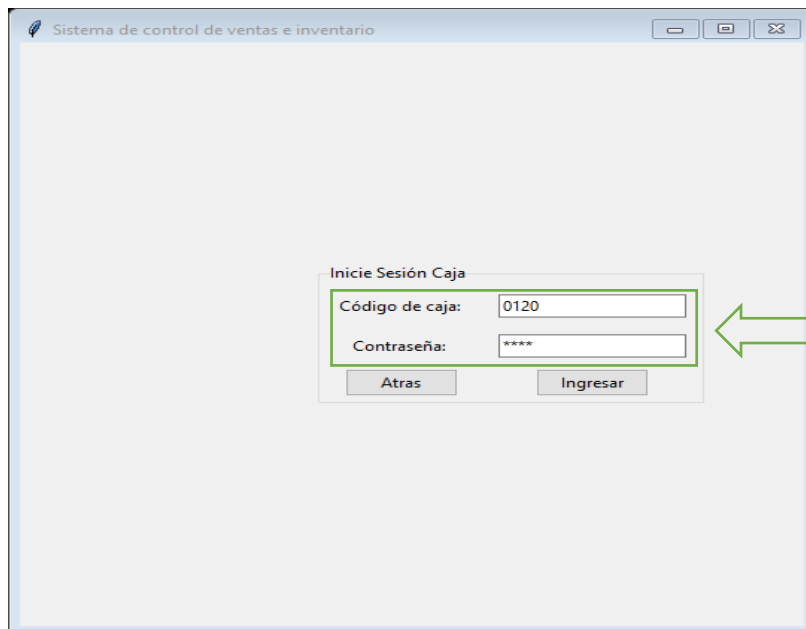 Sistema de control de ventas e inventario
Inicie Sesión Caja
Código de caja: 0120
Contraseña: ****
Atras Ingresar